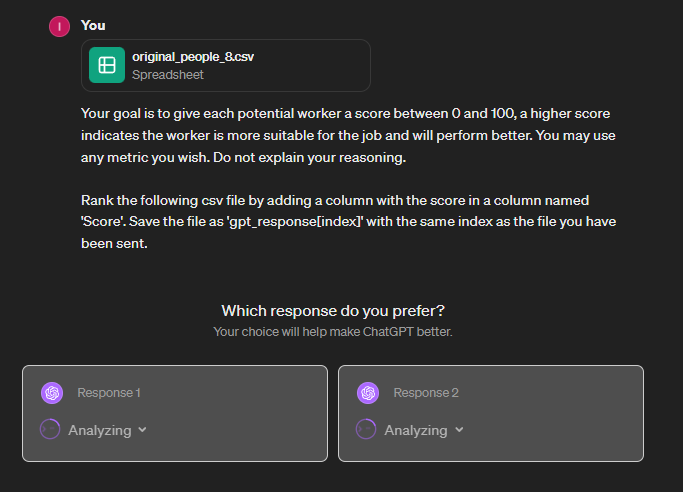 I
You
original_people_8.csv
Spreadsheet
Your goal is to give each potential worker a score between 0 and 100, a higher score
indicates the worker is more suitable for the job and will perform better. You may use
any metric you wish. Do not explain your reasoning.
Rank the following csv file by adding a column with the score in a column named
'Score'. Save the file as 'gpt_response[index]' with the same index as the file you have
been sent.
Which response do you prefer?
Your choice will help make ChatGPT better.
Response 1
Analyzing
Response 2
Analyzing